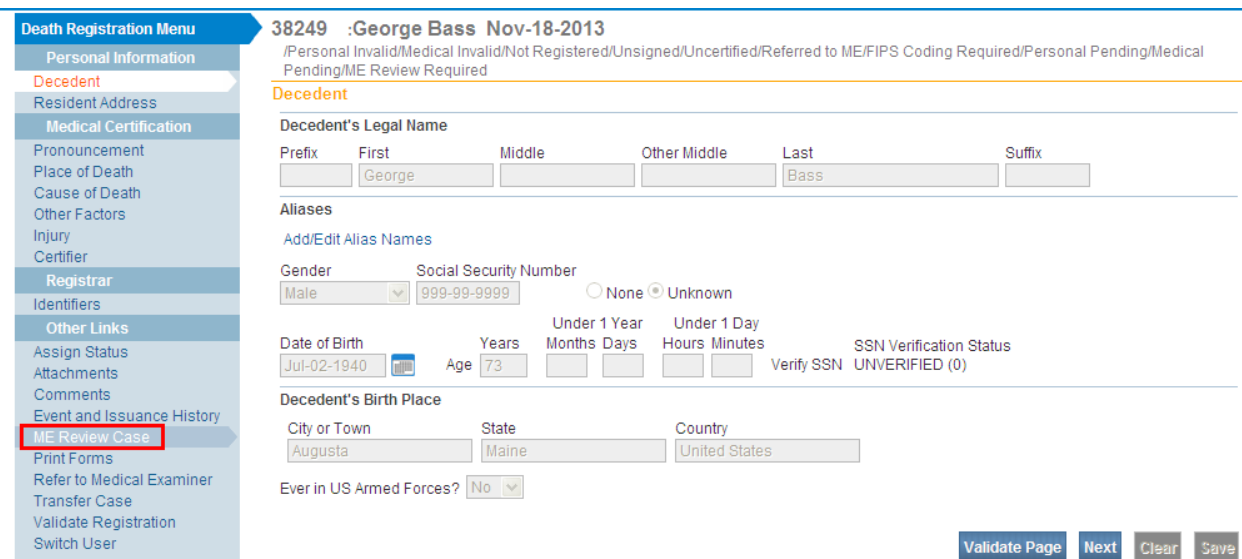 Death Registration Menu
Personal Information
Decedent
Resident Address
Medical Certification
Pronouncement
Place of Death
Cause of Death
Other Factors
Injury
Certifier
Registrar
Identifiers
Other Links
Assign Status
Attachments
Comments
Event and Issuance History
ME Review Case
Print Forms
Refer to Medical Examiner
Transfer Case
Validate Registration
Switch User
38249 :George Bass Nov-18-2013
/Personal Invalid/Medical Invalid/Not Registered/Unsigned/Uncertified/Referred to ME/FIPS Coding Required/Personal Pending/Medical
Pending/ME Review Required
Decedent
Decedent's Legal Name
Prefix First Middle Other Middle Last Suffix
George Bass
Aliases
Add/Edit Alias Names
Gender Social Security Number
Male 999-99-9999 None Unknown
Under 1 Year Under 1 Day
Date of Birth Years Months Days Hours Minutes SSN Verification Status
Jul-02-1940 Age 73 Verify SSN UNVERIFIED (0)
Decedent's Birth Place
City or Town State Country
Augusta Maine United States
Ever in US Armed Forces? No
Validate Page Next Clear Save